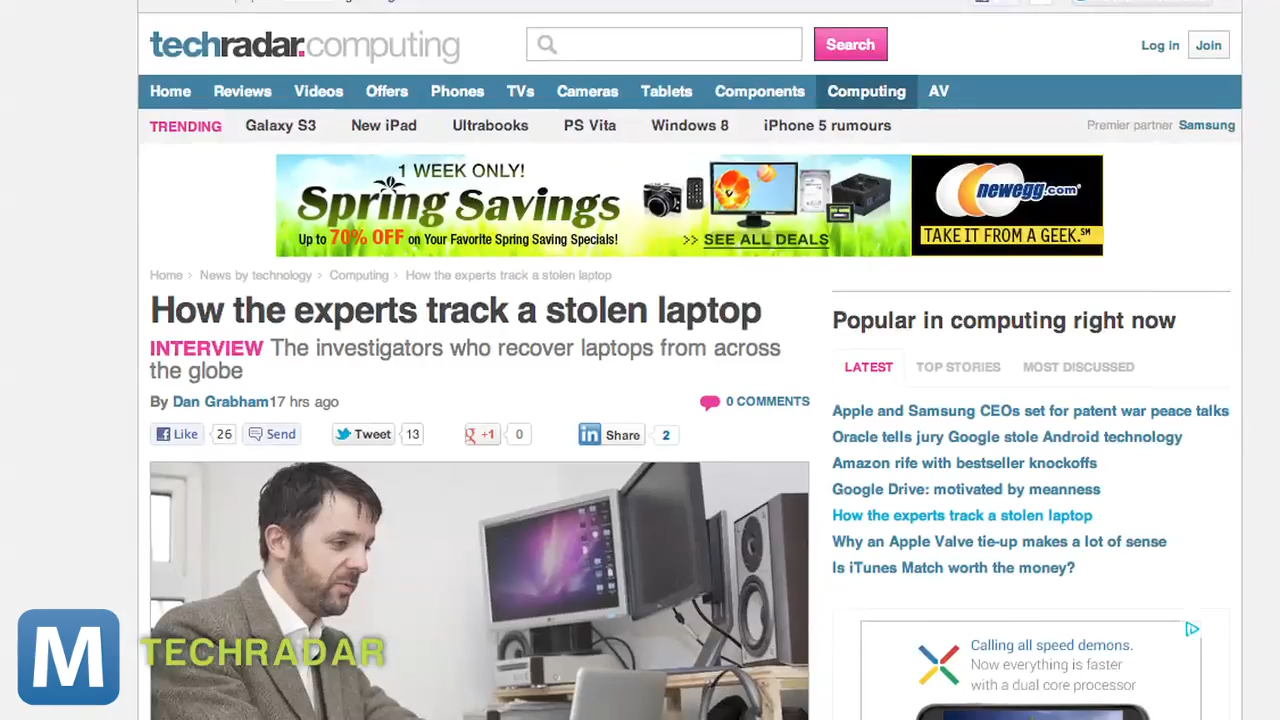 techradar.computing
Search
Log in
Join
Home Reviews Videos Offers Phones TVs Cameras Tablets Components Computing AV
TRENDING Galaxy S3 New iPad Ultrabooks PS Vita Windows 8 iPhone 5 rumours
Premier partner Samsung
1 WEEK ONLY!
Spring Savings
Up to 70% OFF on Your Favorite Spring Saving Specials!
>> SEE ALL DEALS
newegg.com
TAKE IT FROM A GEEK.℠
Home > News by technology > Computing > How the experts track a stolen laptop
How the experts track a stolen laptop
INTERVIEW The investigators who recover laptops from across
the globe
By Dan Grabham 17 hrs ago
0 COMMENTS
Like 26 Send Tweet 13 +1 0 in Share 2
Popular in computing right now
LATEST TOP STORIES MOST DISCUSSED
Apple and Samsung CEOs set for patent war peace talks
Oracle tells jury Google stole Android technology
Amazon rife with bestseller knockoffs
Google Drive: motivated by meanness
How the experts track a stolen laptop
Why an Apple Valve tie-up makes a lot of sense
Is iTunes Match worth the money?
Calling all speed demons.
Now everything is faster
with a dual core processor
M
TECHRADAR